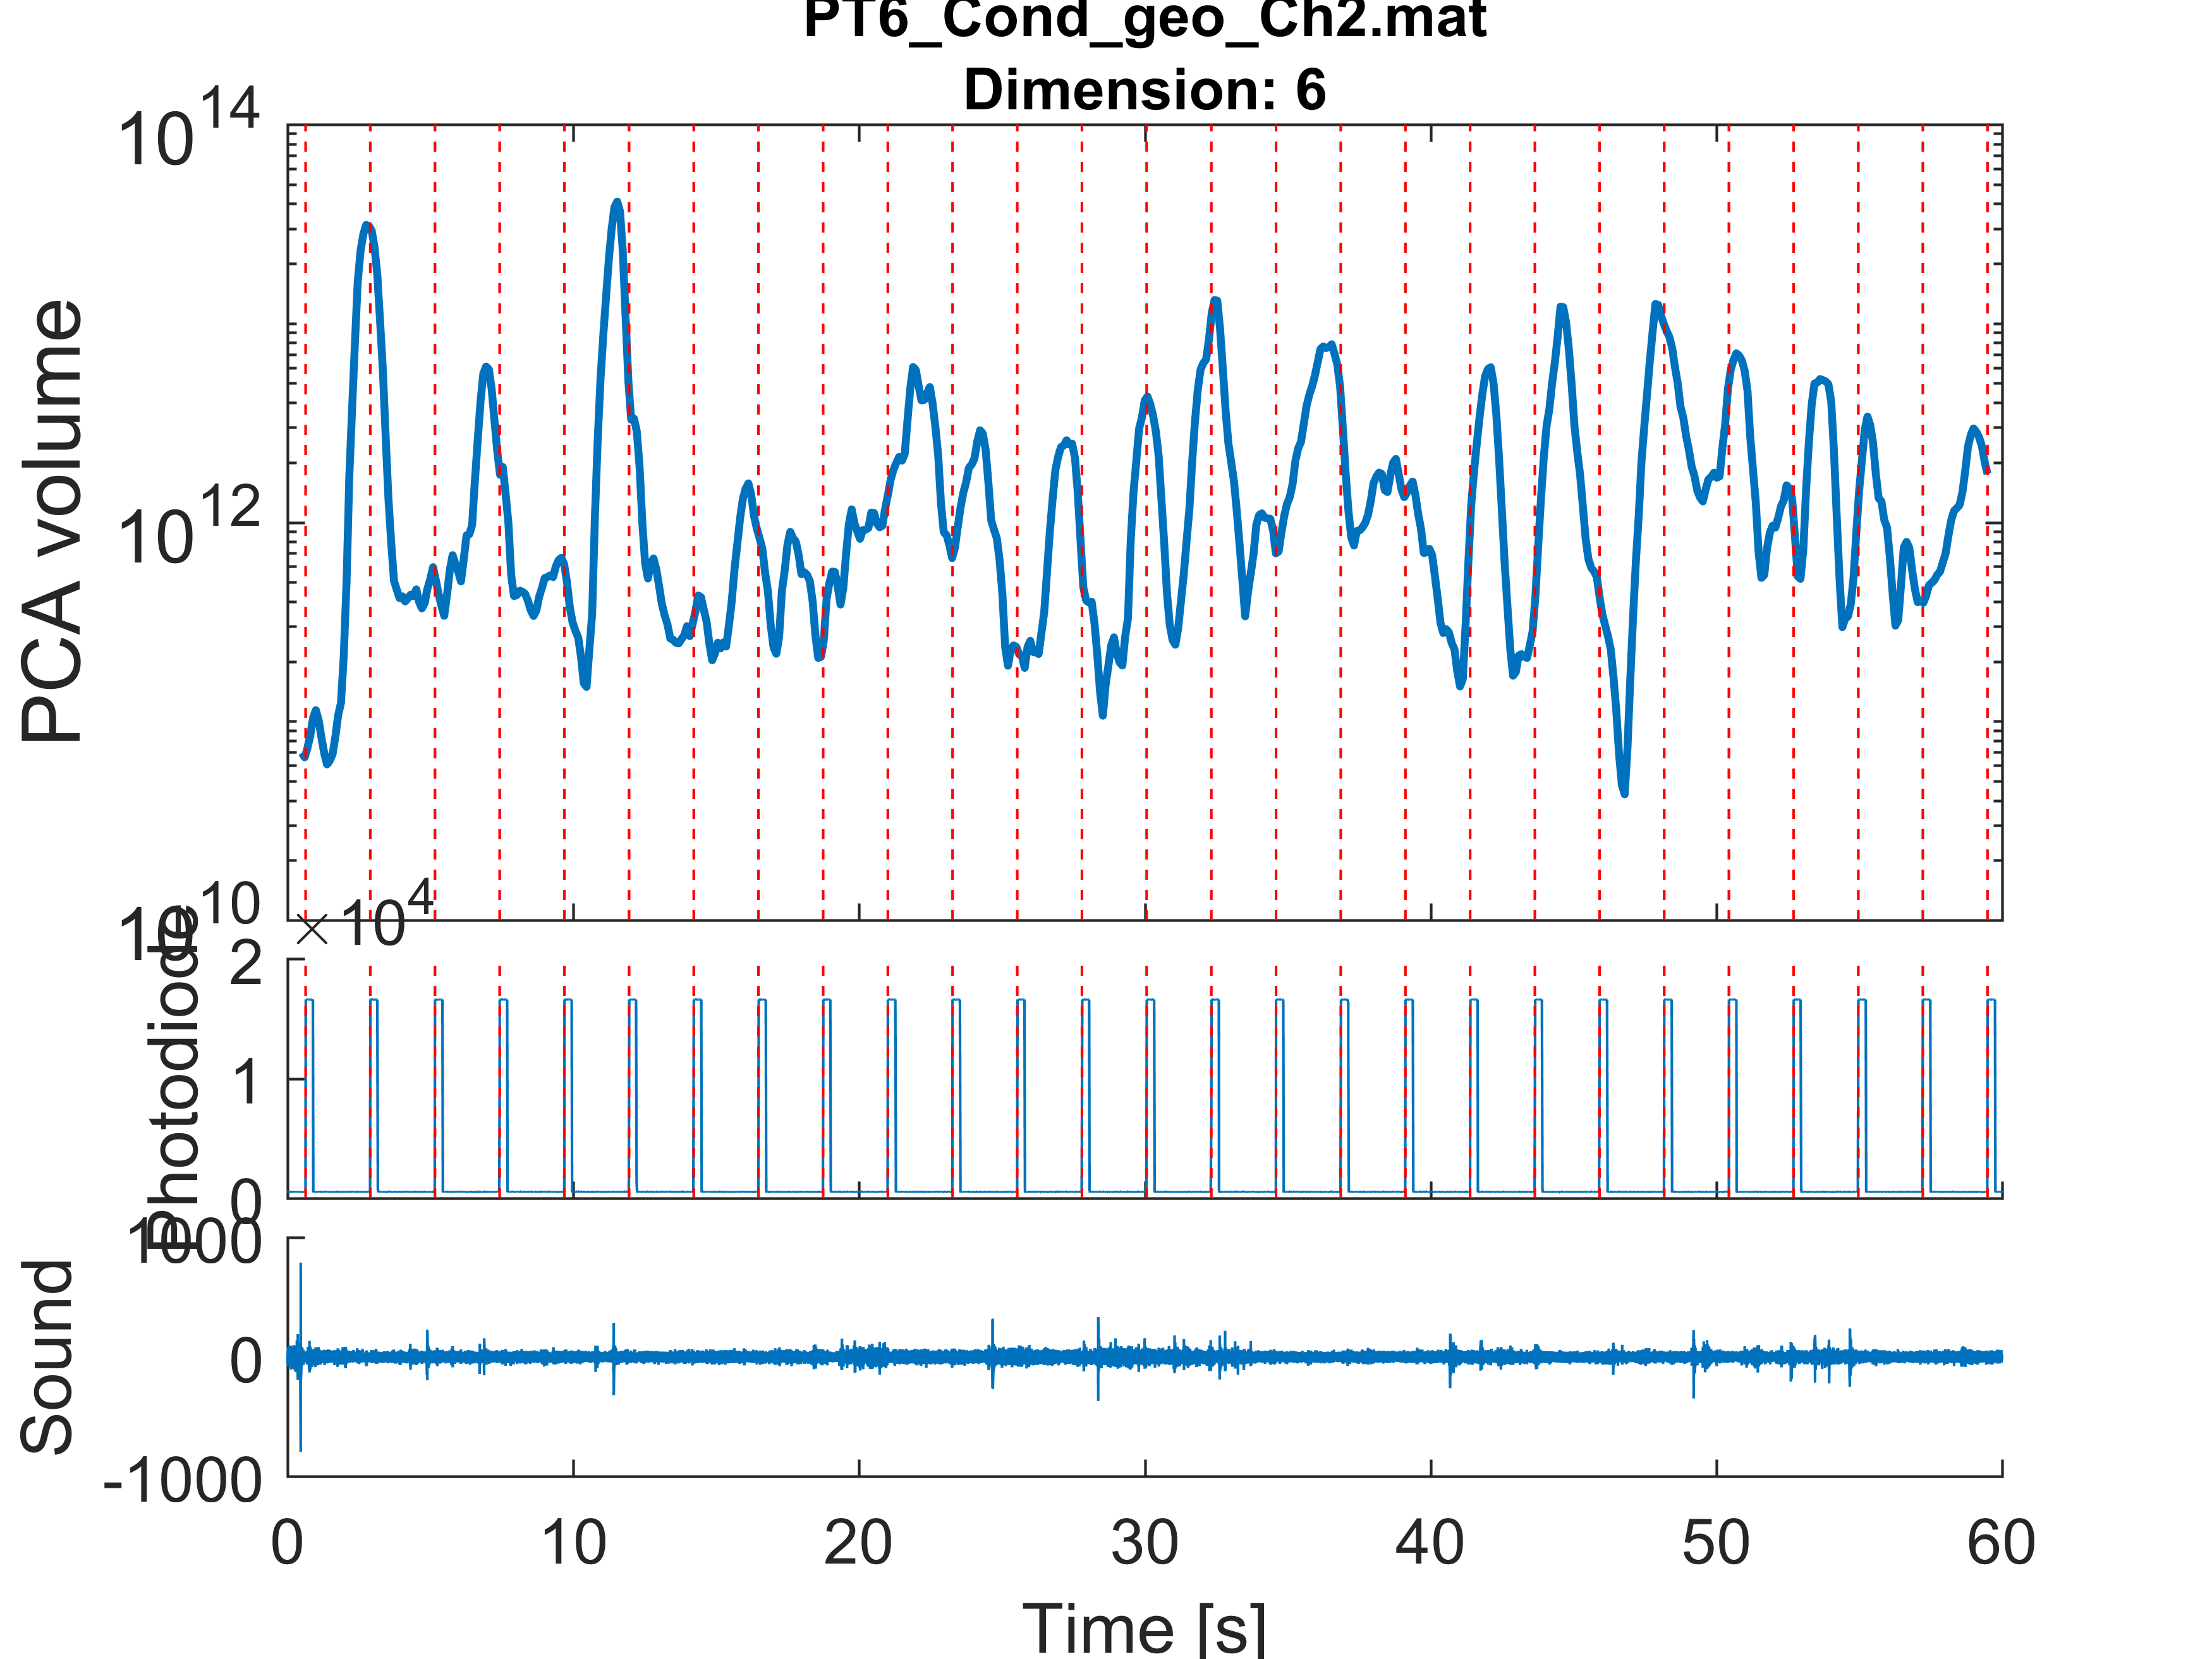 PT6_Cond_geo_Ch2.mat
Dimension: 6
10^14
10^12
10^10
PCA volume
×10^4
2
1
0
Photodiode
1000
0
-1000
Sound
0 10 20 30 40 50 60
Time [s]